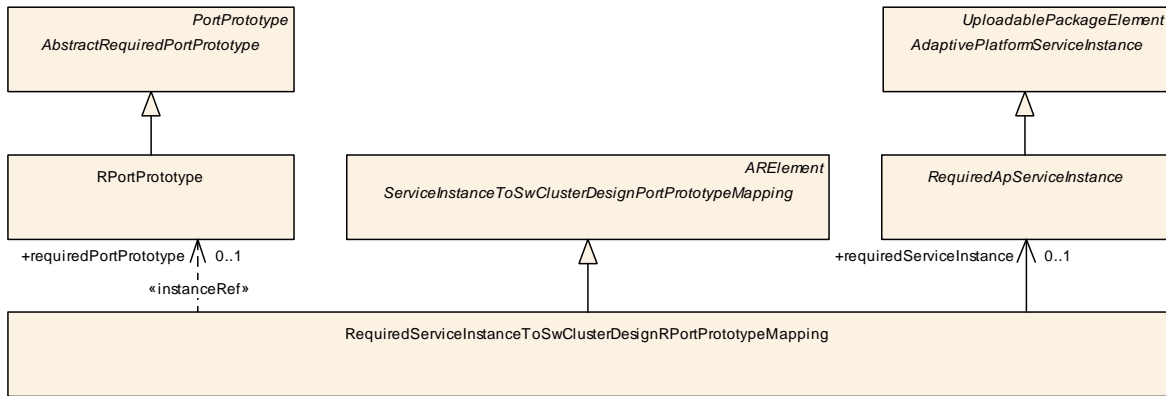 PortPrototype
AbstractRequiredPortPrototype
UploadablePackageElement
AdaptivePlatformServiceInstance
RPortPrototype
ARElement
ServiceInstanceToSwClusterDesignPortPrototypeMapping
RequiredApServiceInstance
+requiredPortPrototype 0..1
+requiredServiceInstance 0..1
«instanceRef»
RequiredServiceInstanceToSwClusterDesignRPortPrototypeMapping